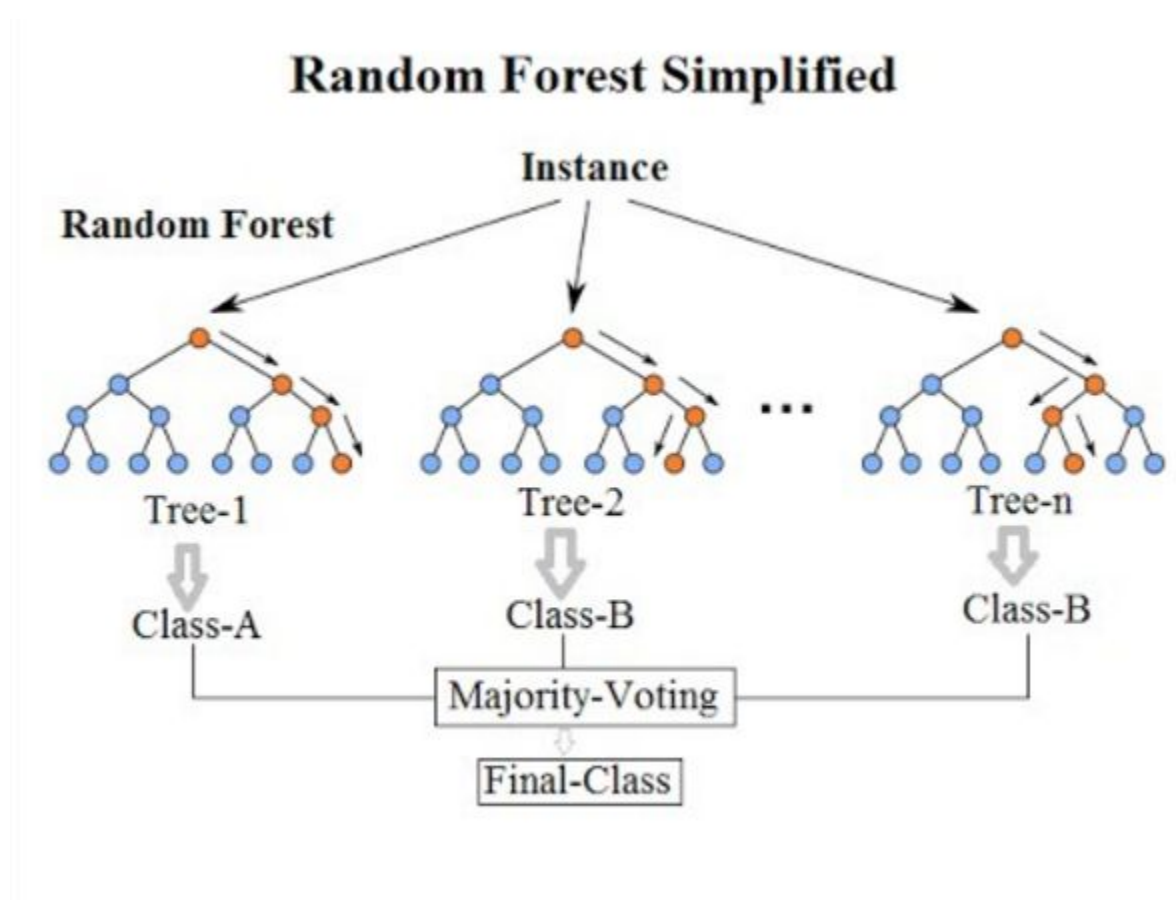 Random Forest Simplified
Instance
Random Forest
...
Tree-1
Tree-2
Tree-n
Class-A
Class-B
Class-B
Majority-Voting
Final-Class